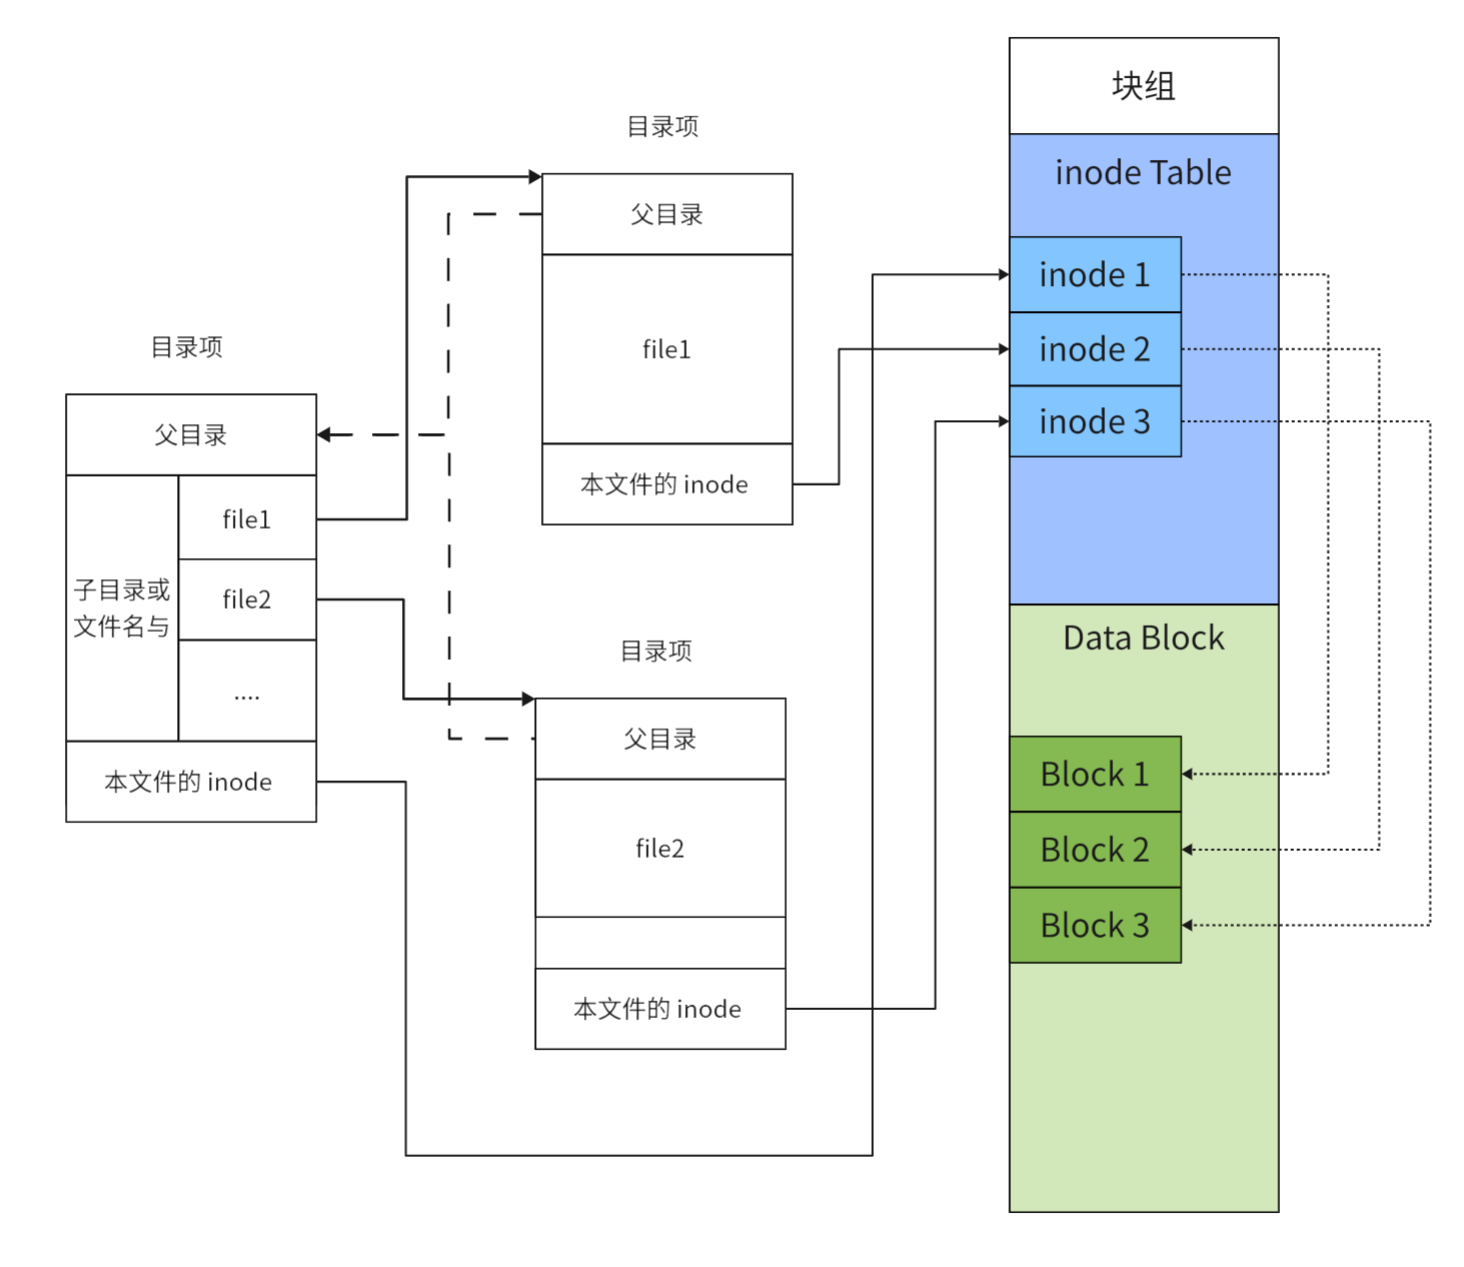 目录项
父目录
子目录或
文件名与
file1
file2
....
本文件的 inode
目录项
父目录
file1
本文件的 inode
目录项
父目录
file2
本文件的 inode
块组
inode Table
inode 1
inode 2
inode 3
Data Block
Block 1
Block 2
Block 3